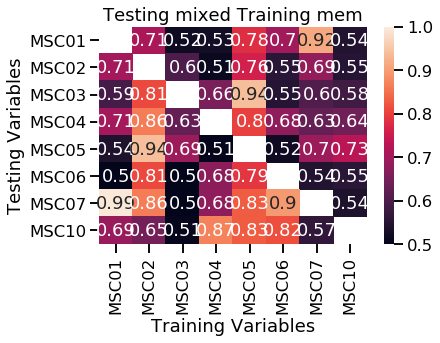 Testing mixed Training mem
MSC01 0.71 0.52 0.53 0.78 0.7 0.92 0.54
MSC02 0.71 0.6 0.51 0.76 0.55 0.69 0.55
MSC03 0.59 0.81 0.66 0.94 0.55 0.6 0.58
MSC04 0.71 0.86 0.63 0.8 0.68 0.63 0.64
MSC05 0.54 0.94 0.69 0.51 0.52 0.7 0.73
MSC06 0.5 0.81 0.5 0.68 0.79 0.54 0.55
MSC07 0.99 0.86 0.5 0.68 0.83 0.9 0.54
MSC10 0.69 0.65 0.51 0.87 0.83 0.82 0.57
MSC01 MSC02 MSC03 MSC04 MSC05 MSC06 MSC07 MSC10
Training Variables
Testing Variables
1.0
0.9
0.8
0.7
0.6
0.5